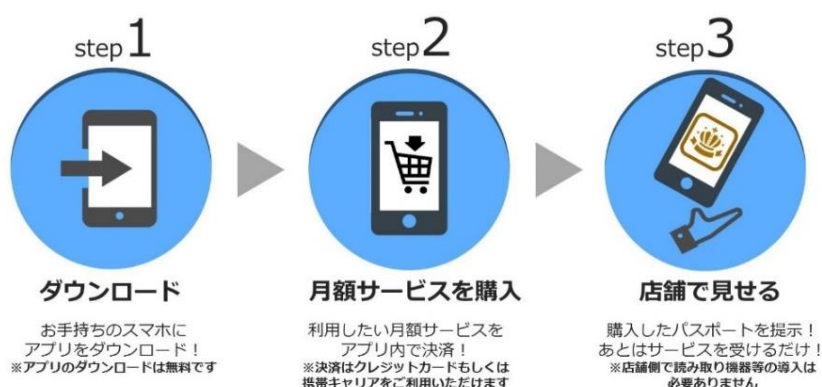 step 1
ダウンロード
お手持ちのスマホに
アプリをダウンロード！
※アプリのダウンロードは無料です
step 2
月額サービスを購入
利用したい月額サービスを
アプリ内で決済！
※決済はクレジットカードもしくは
携帯キャリアをご利用いただけます
step 3
店舗で見せる
購入したパスポートを提示！
あとはサービスを受けるだけ！
※店舗側で読み取り機器等の導入は
必要ありません。